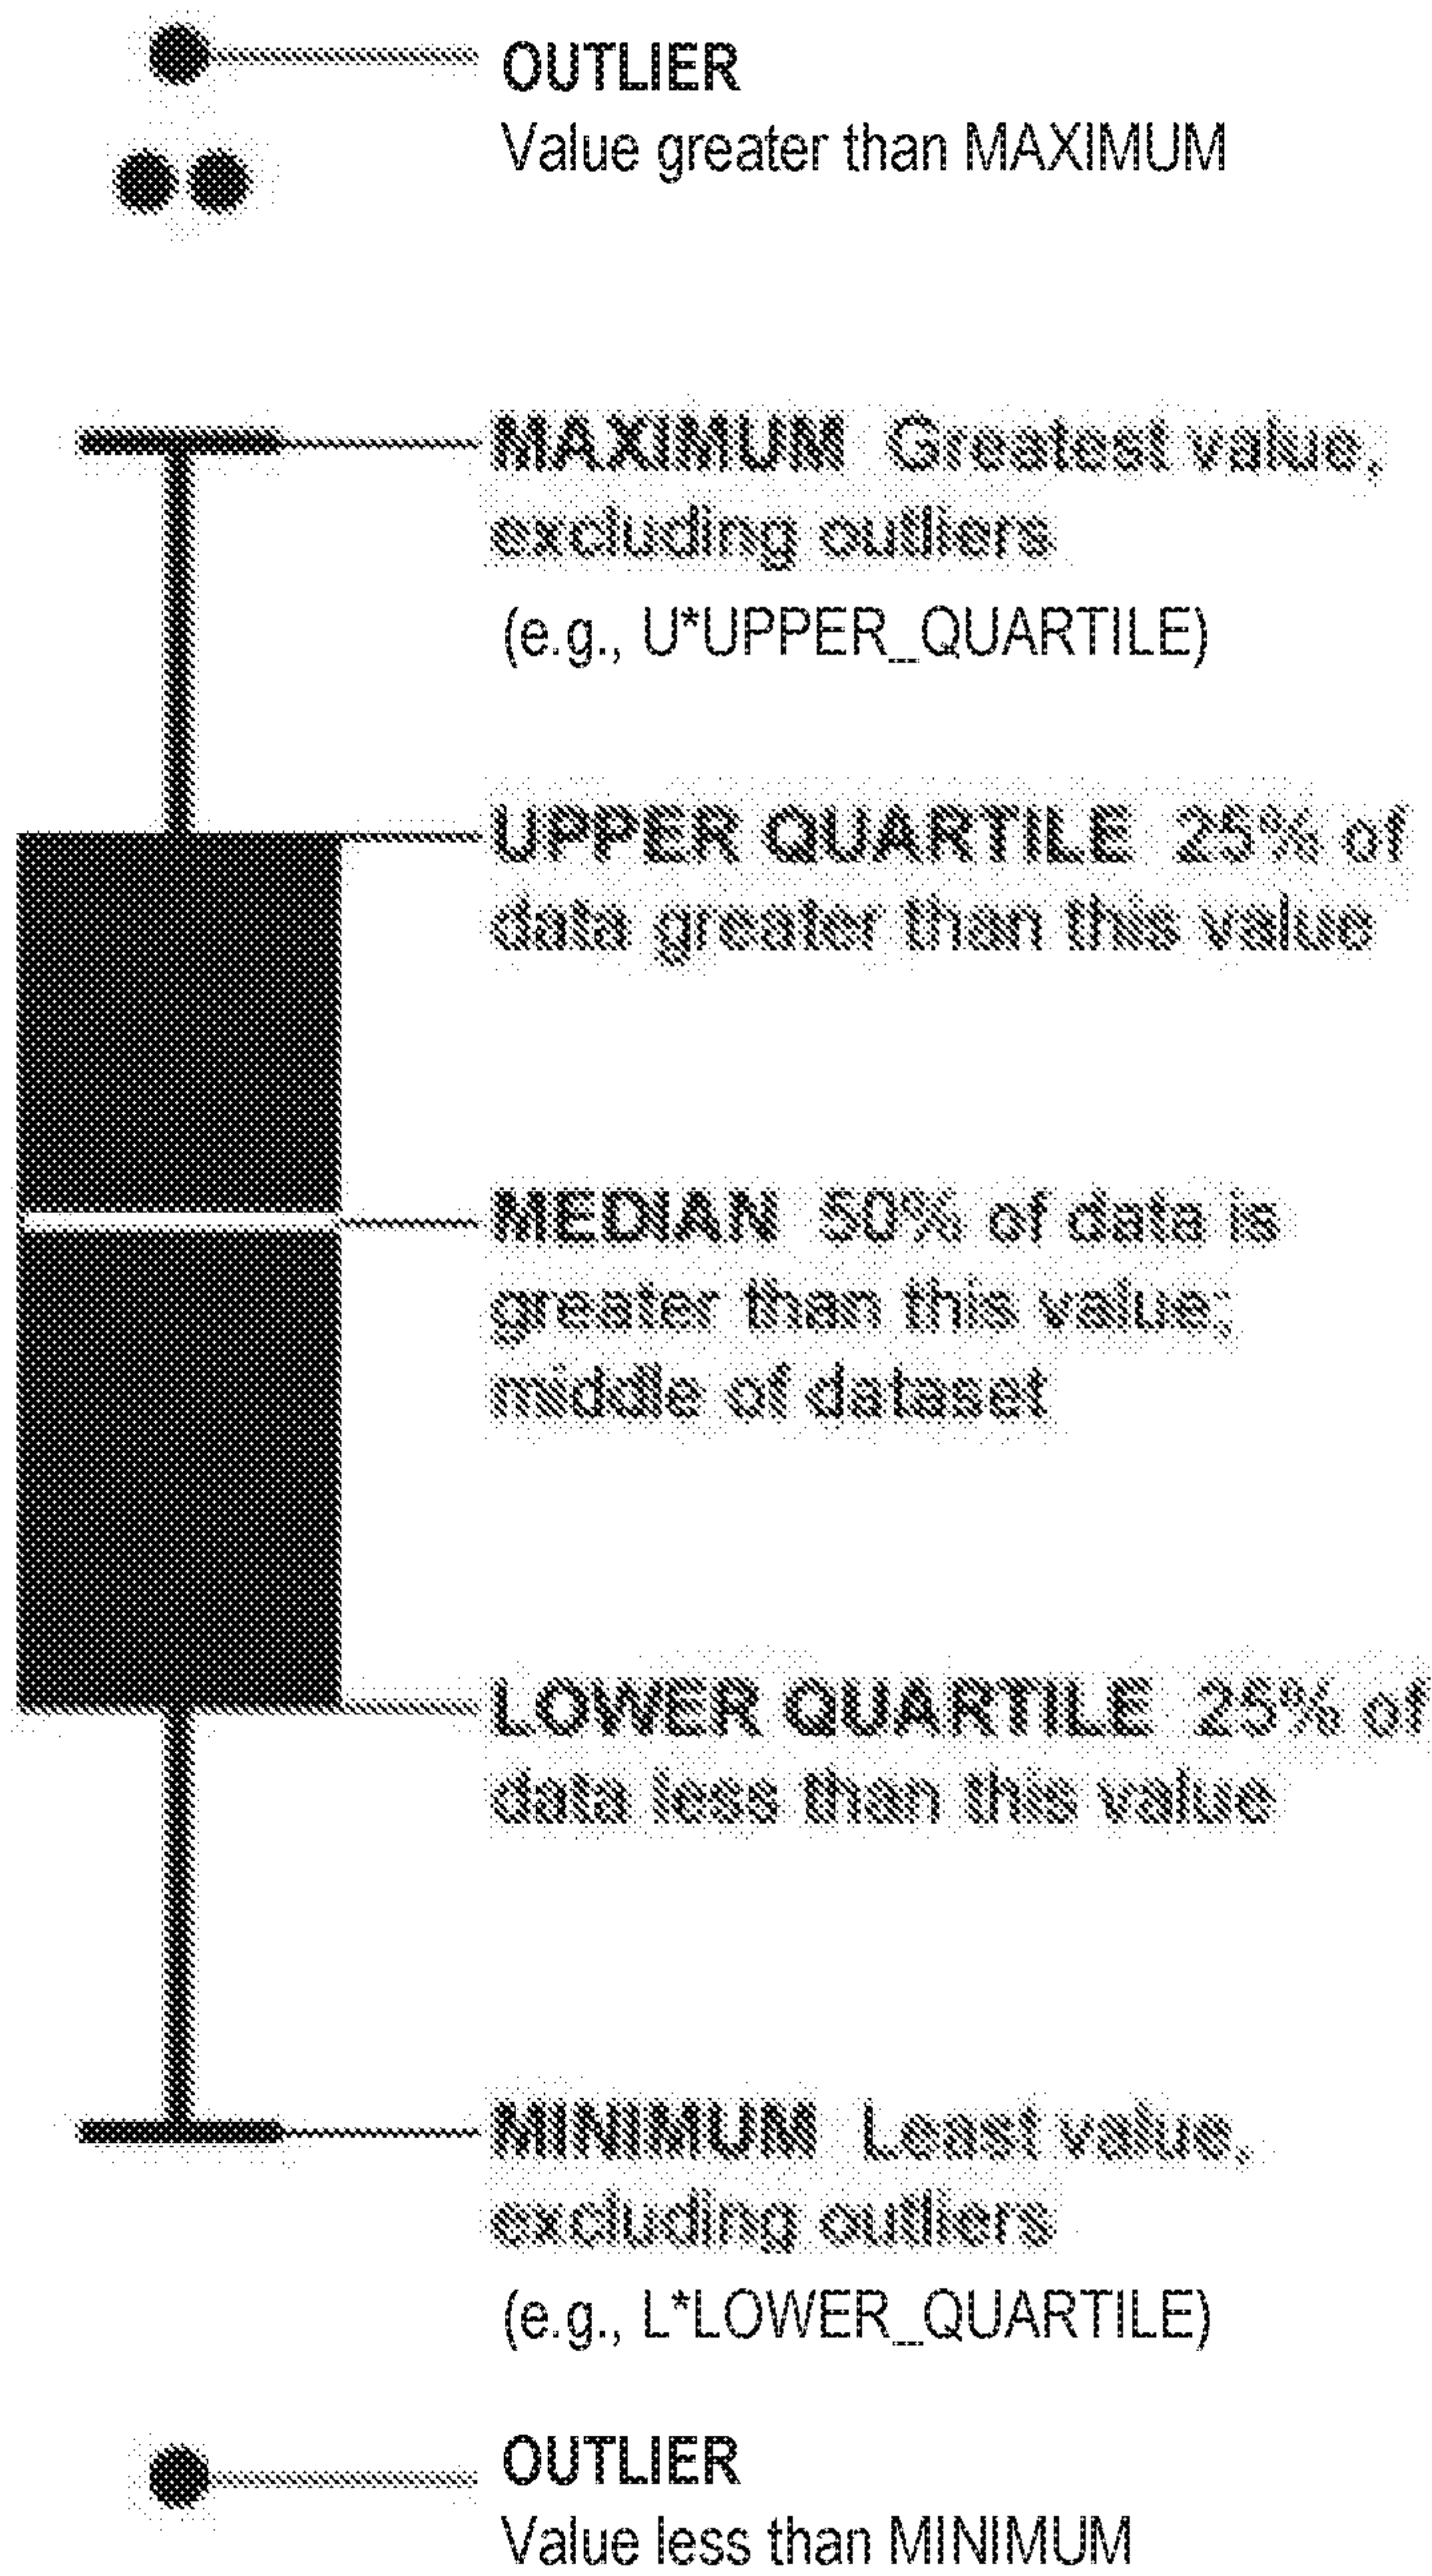 OUTLIER
Value greater than MAXIMUM
MAXIMUM Greatest value,
excluding outliers
(e.g., U*UPPER_QUARTILE)
UPPER QUARTILE 25% of
data greater than this value
MEDIAN 50% of data is
greater than this value;
middle of dataset
LOWER QUARTILE 25% of
data less than this value
MINIMUM Least value,
excluding outliers
(e.g., L*LOWER_QUARTILE)
OUTLIER
Value less than MINIMUM